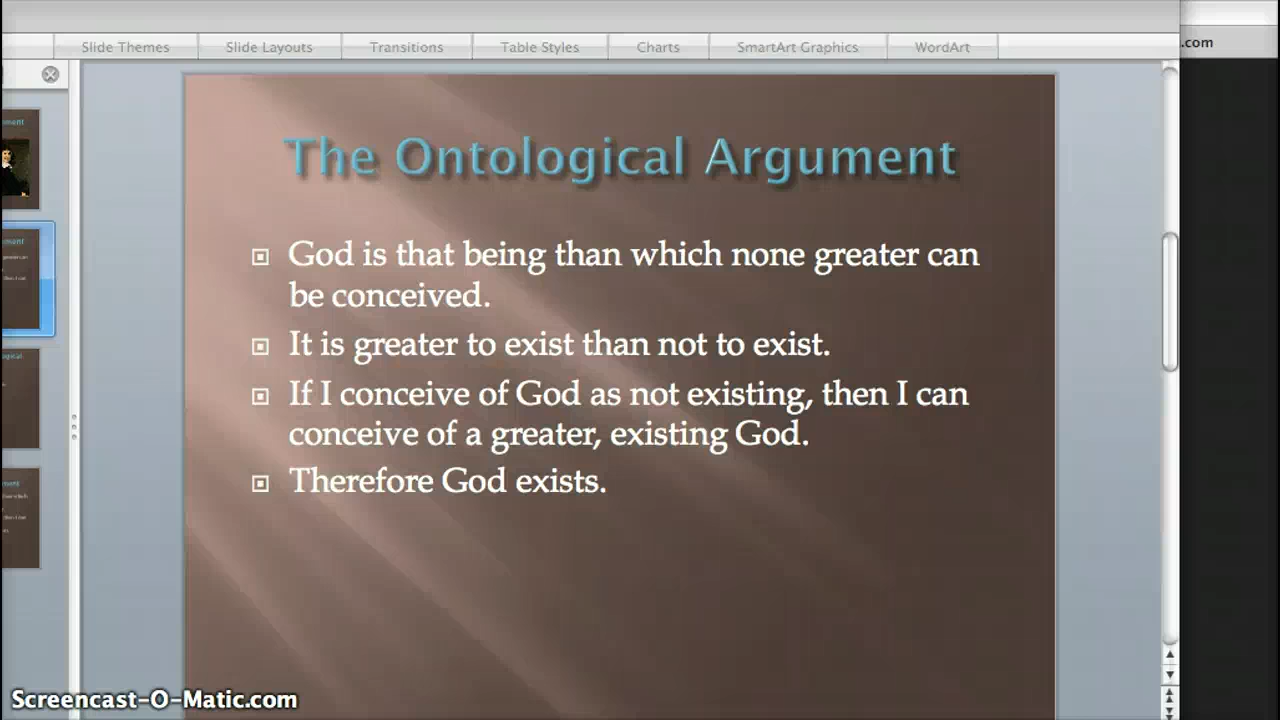 Slide Themes
Slide Layouts
Transitions
Table Styles
Charts
SmartArt Graphics
WordArt
.com
The Ontological Argument
God is that being than which none greater can
be conceived.
It is greater to exist than not to exist.
If I conceive of God as not existing, then I can
conceive of a greater, existing God.
Therefore God exists.
Screencast-O-Matic.com